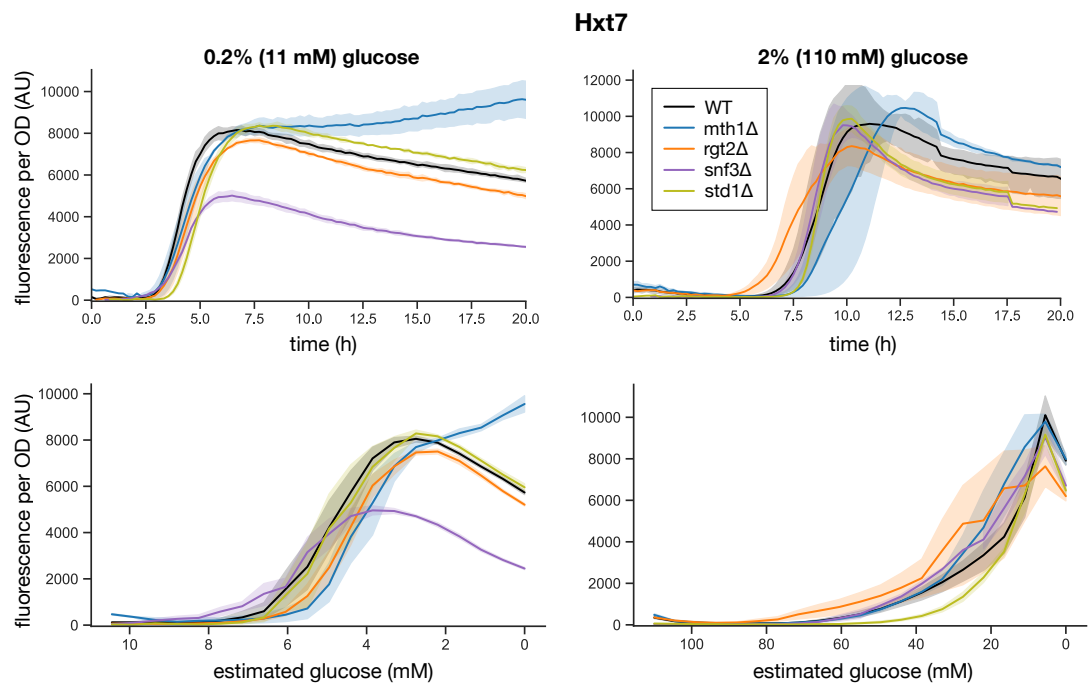 Hxt7
0.2% (11 mM) glucose
2% (110 mM) glucose
fluorescence per OD (AU)
10000
8000
6000
4000
2000
0
0.0 2.5 5.0 7.5 10.0 12.5 15.0 17.5 20.0
time (h)
12000
10000
8000
6000
4000
2000
0
WT
mth1Δ
rgt2Δ
snf3Δ
std1Δ
0.0 2.5 5.0 7.5 10.0 12.5 15.0 17.5 20.0
time (h)
fluorescence per OD (AU)
10000
8000
6000
4000
2000
0
10 8 6 4 2 0
estimated glucose (mM)
10000
8000
6000
4000
2000
0
100 80 60 40 20 0
estimated glucose (mM)